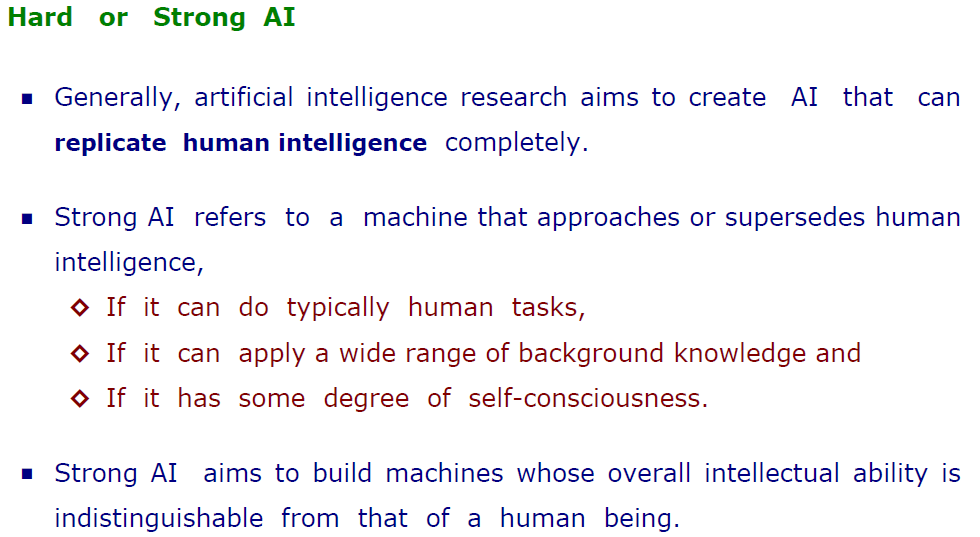 Hard or Strong AI
▪ Generally, artificial intelligence research aims to create AI that can
replicate human intelligence completely.
▪ Strong AI refers to a machine that approaches or supersedes human
intelligence,
◇ If it can do typically human tasks,
◇ If it can apply a wide range of background knowledge and
◇ If it has some degree of self-consciousness.
▪ Strong AI aims to build machines whose overall intellectual ability is
indistinguishable from that of a human being.